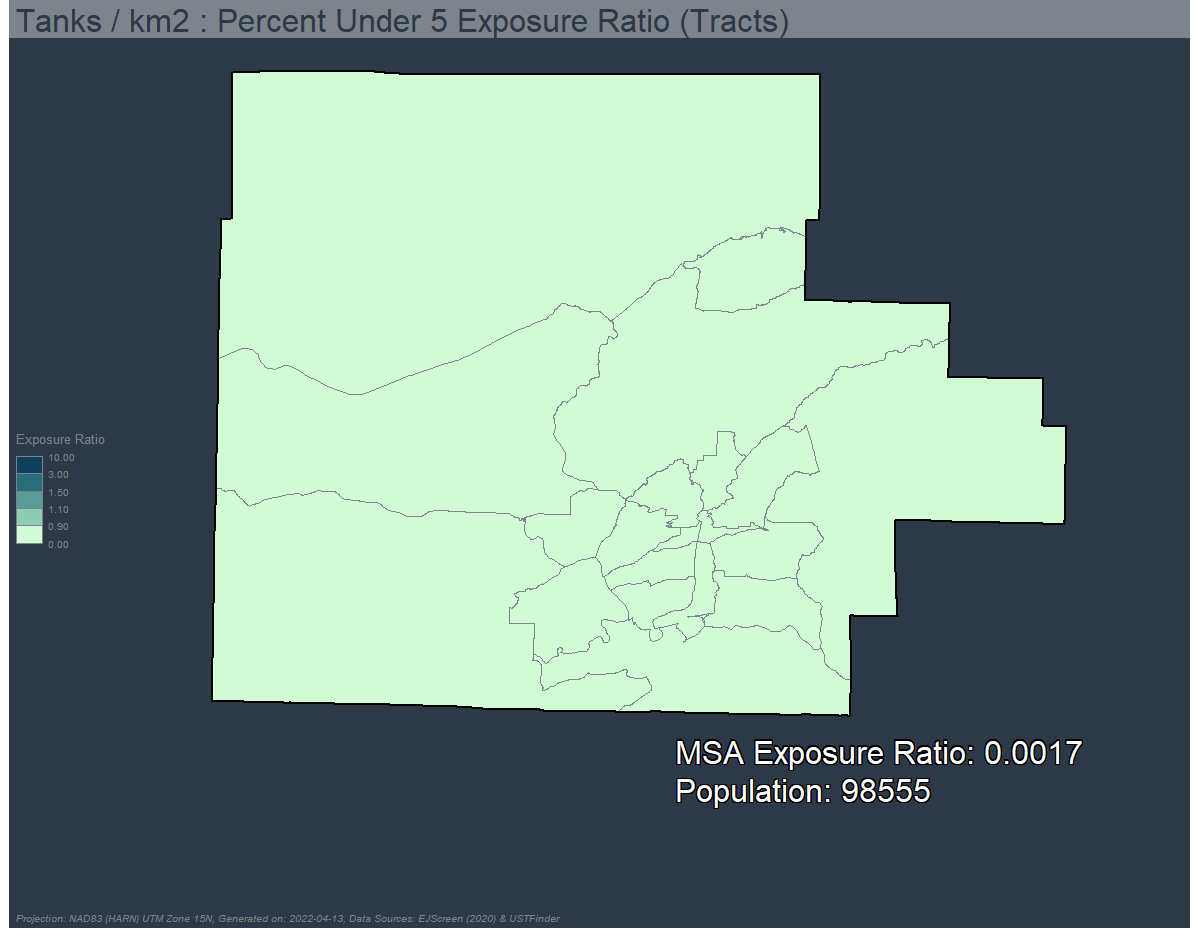 Tanks / km2 : Percent Under 5 Exposure Ratio (Tracts)
Exposure Ratio
10.00
3.00
1.50
1.10
0.90
0.00
MSA Exposure Ratio: 0.0017
Population: 98555
Projection: NAD83 (HARN) UTM Zone 15N, Generated on: 2022-04-13, Data Sources: EJScreen (2020) & USTFinder